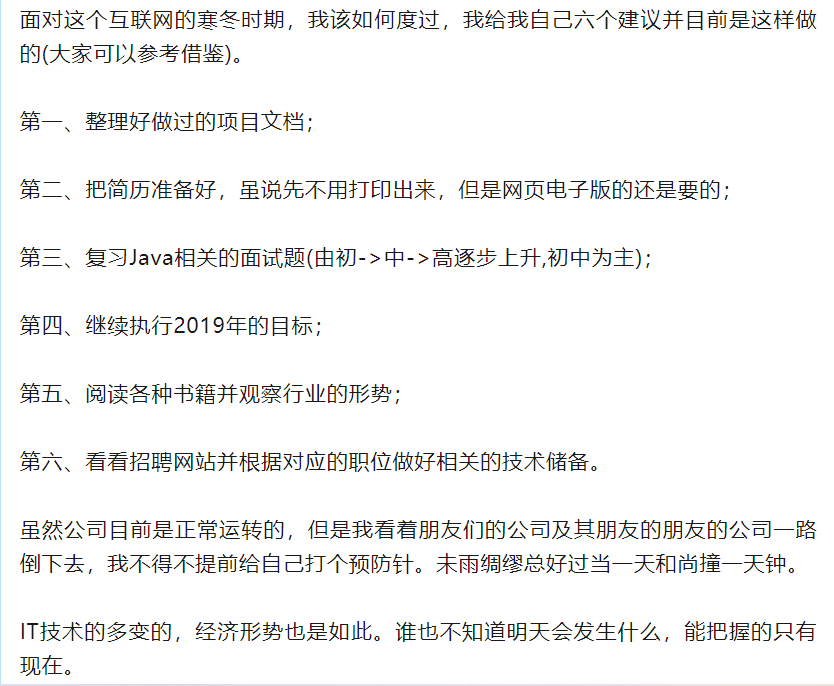 面对这个互联网的寒冬时期，我该如何度过，我给我自己六个建议并目前是这样做
的(大家可以参考借鉴)。
第一、整理好做过的项目文档；
第二、把简历准备好，虽说先不用打印出来，但是网页电子版的还是要的；
第三、复习Java相关的面试题(由初->中->高逐步上升,初中为主)；
第四、继续执行2019年的目标；
第五、阅读各种书籍并观察行业的形势；
第六、看看招聘网站并根据对应的职位做好相关的技术储备。
虽然公司目前是正常运转的，但是我看着朋友们的公司及其朋友的朋友的公司一路
倒下去，我不得不提前给自己打个预防针。未雨绸缪总好过当一天和尚撞一天钟。
IT技术的多变的，经济形势也是如此。谁也不知道明天会发生什么，能把握的只有
现在。